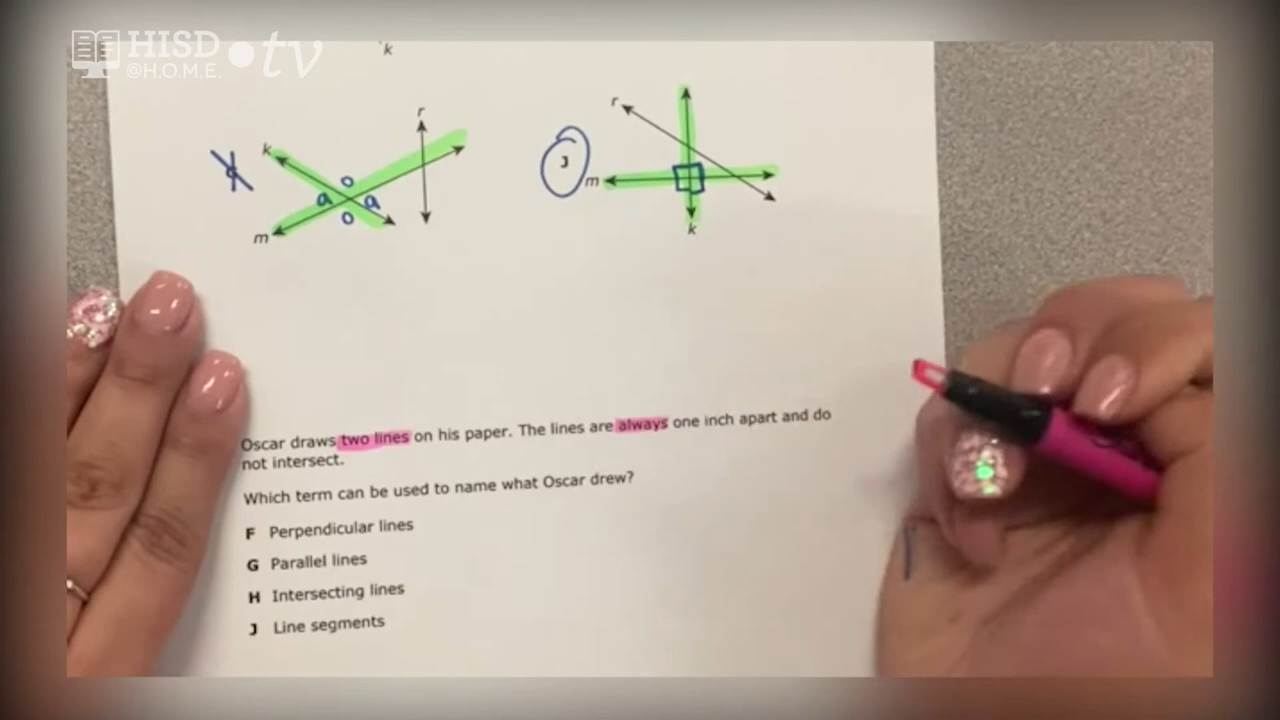 HISD
@H.O.M.E.
tv
k
k
r
o
a
a
o
m
r
J
m
k
Oscar draws two lines on his paper. The lines are always one inch apart and do
not intersect.
Which term can be used to name what Oscar drew?
F Perpendicular lines
G Parallel lines
H Intersecting lines
J Line segments